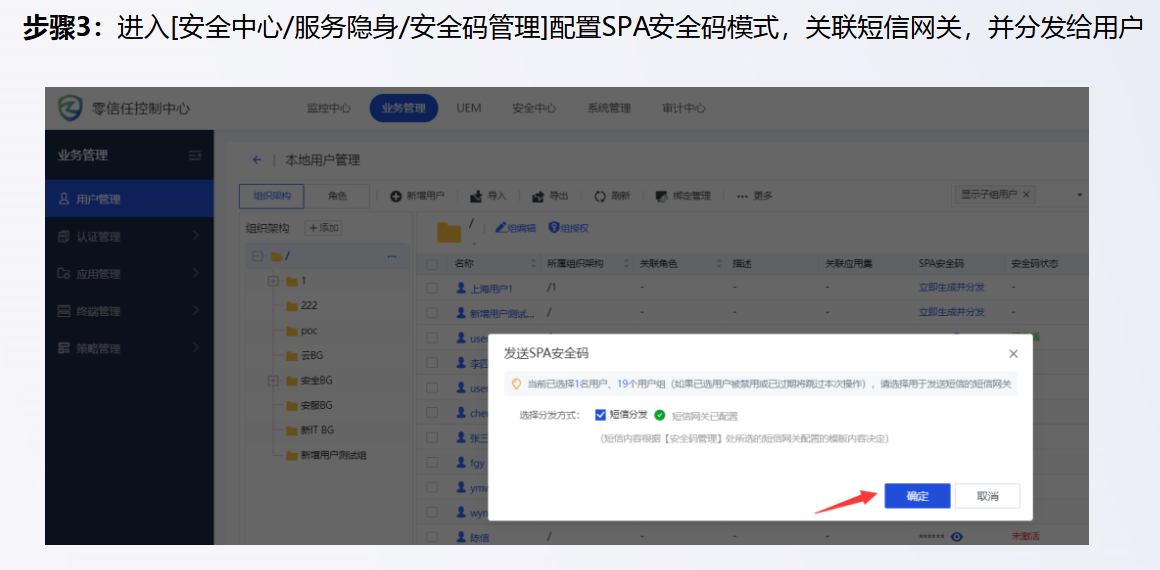 步骤3：进入[安全中心/服务隐身/安全码管理]配置SPA安全码模式，关联短信网关，并分发给用户
零信任控制中心 监控中心 业务管理 UEM 安全中心 系统管理 审计中心
业务管理
用户管理
认证管理
应用管理
终端管理
策略管理
本地用户管理
组织架构 角色 新增用户 导入 导出 刷新 绑定管理 更多 显示子组用户
组织架构 +添加
/
1
222
poc
云BG
安全BG
安服BG
新IT BG
新增用户测试组
/ 组编辑 组授权
名称 所属组织架构 关联角色 描述 关联应用集 SPA安全码 安全码状态
上海用户1 /1 - - - 立即生成并分发 -
新增用户测试... / - - - 立即生成并分发 -
use
李四
use
che
张三
fgy
ymw
wyn
陈信 / - - - ****** 未激活
发送SPA安全码
当前已选择1名用户、19个用户组（如果已选用户被禁用或已过期将跳过本次操作），请选择用于发送短信的短信网关
选择分发方式： 短信分发 短信网关已配置
（短信内容根据【安全码管理】处所选的短信网关配置的模板内容决定）
确定 取消